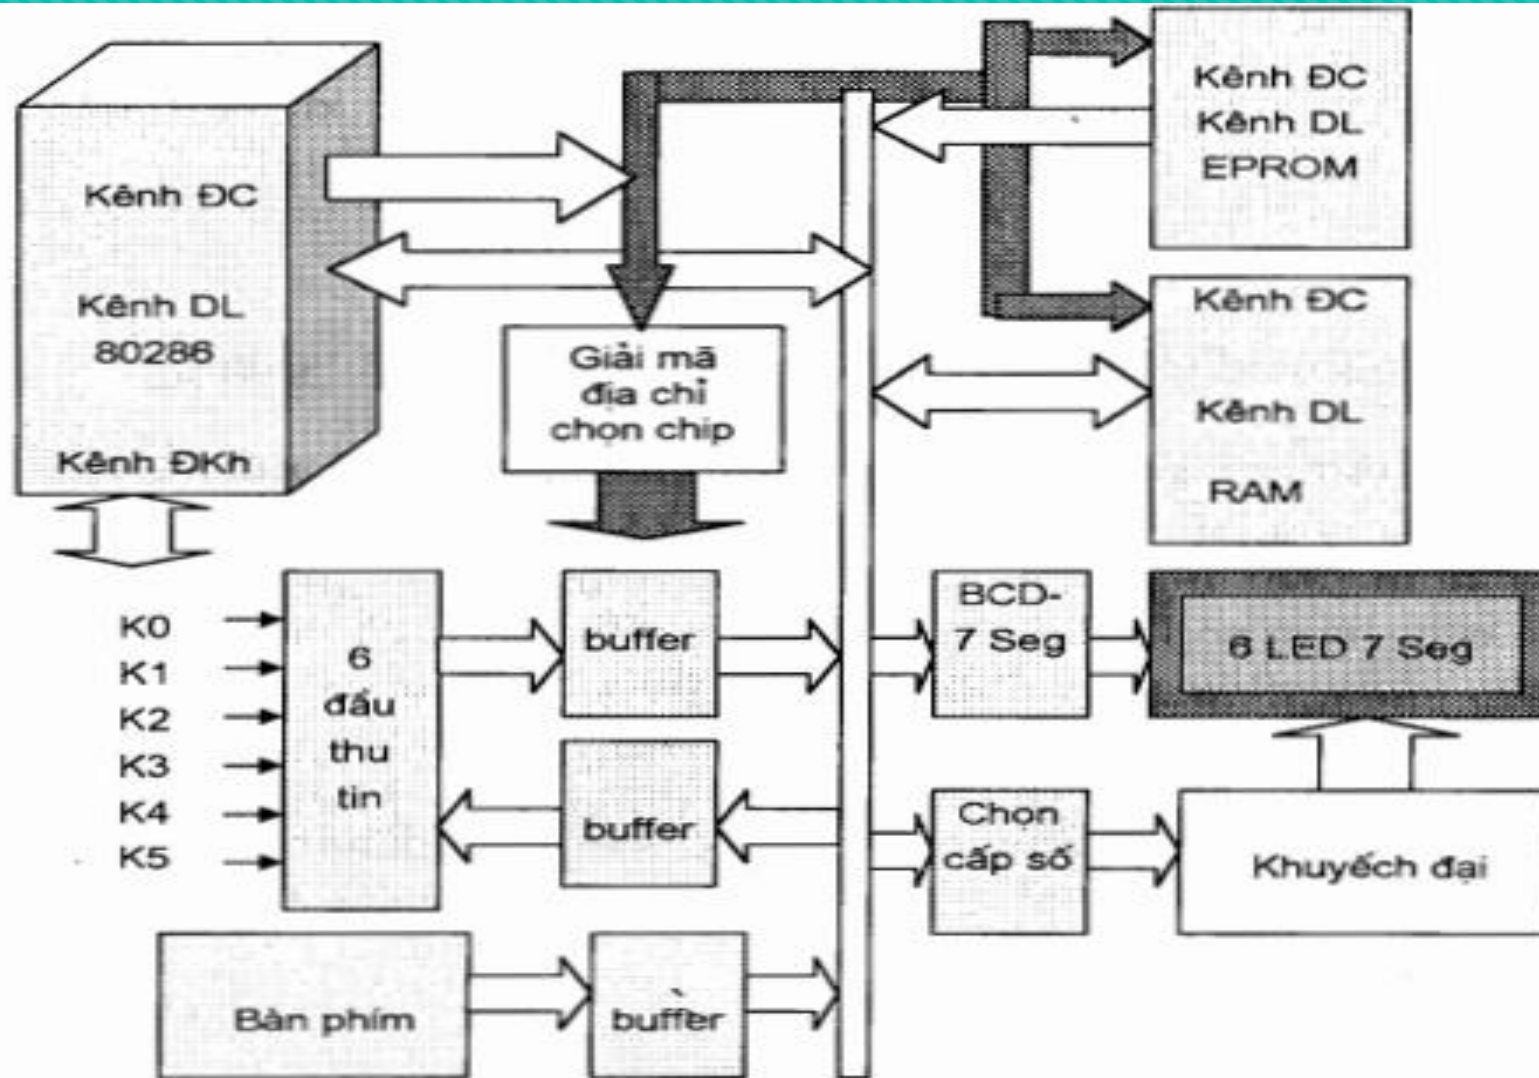 Kênh ĐC
Kênh DL
80286
Kênh ĐKh
Giải mã
địa chỉ
chọn chip
Kênh ĐC
Kênh DL
EPROM
Kênh ĐC
Kênh DL
RAM
K0
K1
K2
K3
K4
K5
6
đầu
thu
tin
buffer
buffer
BCD-
7 Seg
6 LED 7 Seg
Chọn
cấp số
Khuyếch đại
Bàn phím
buffer